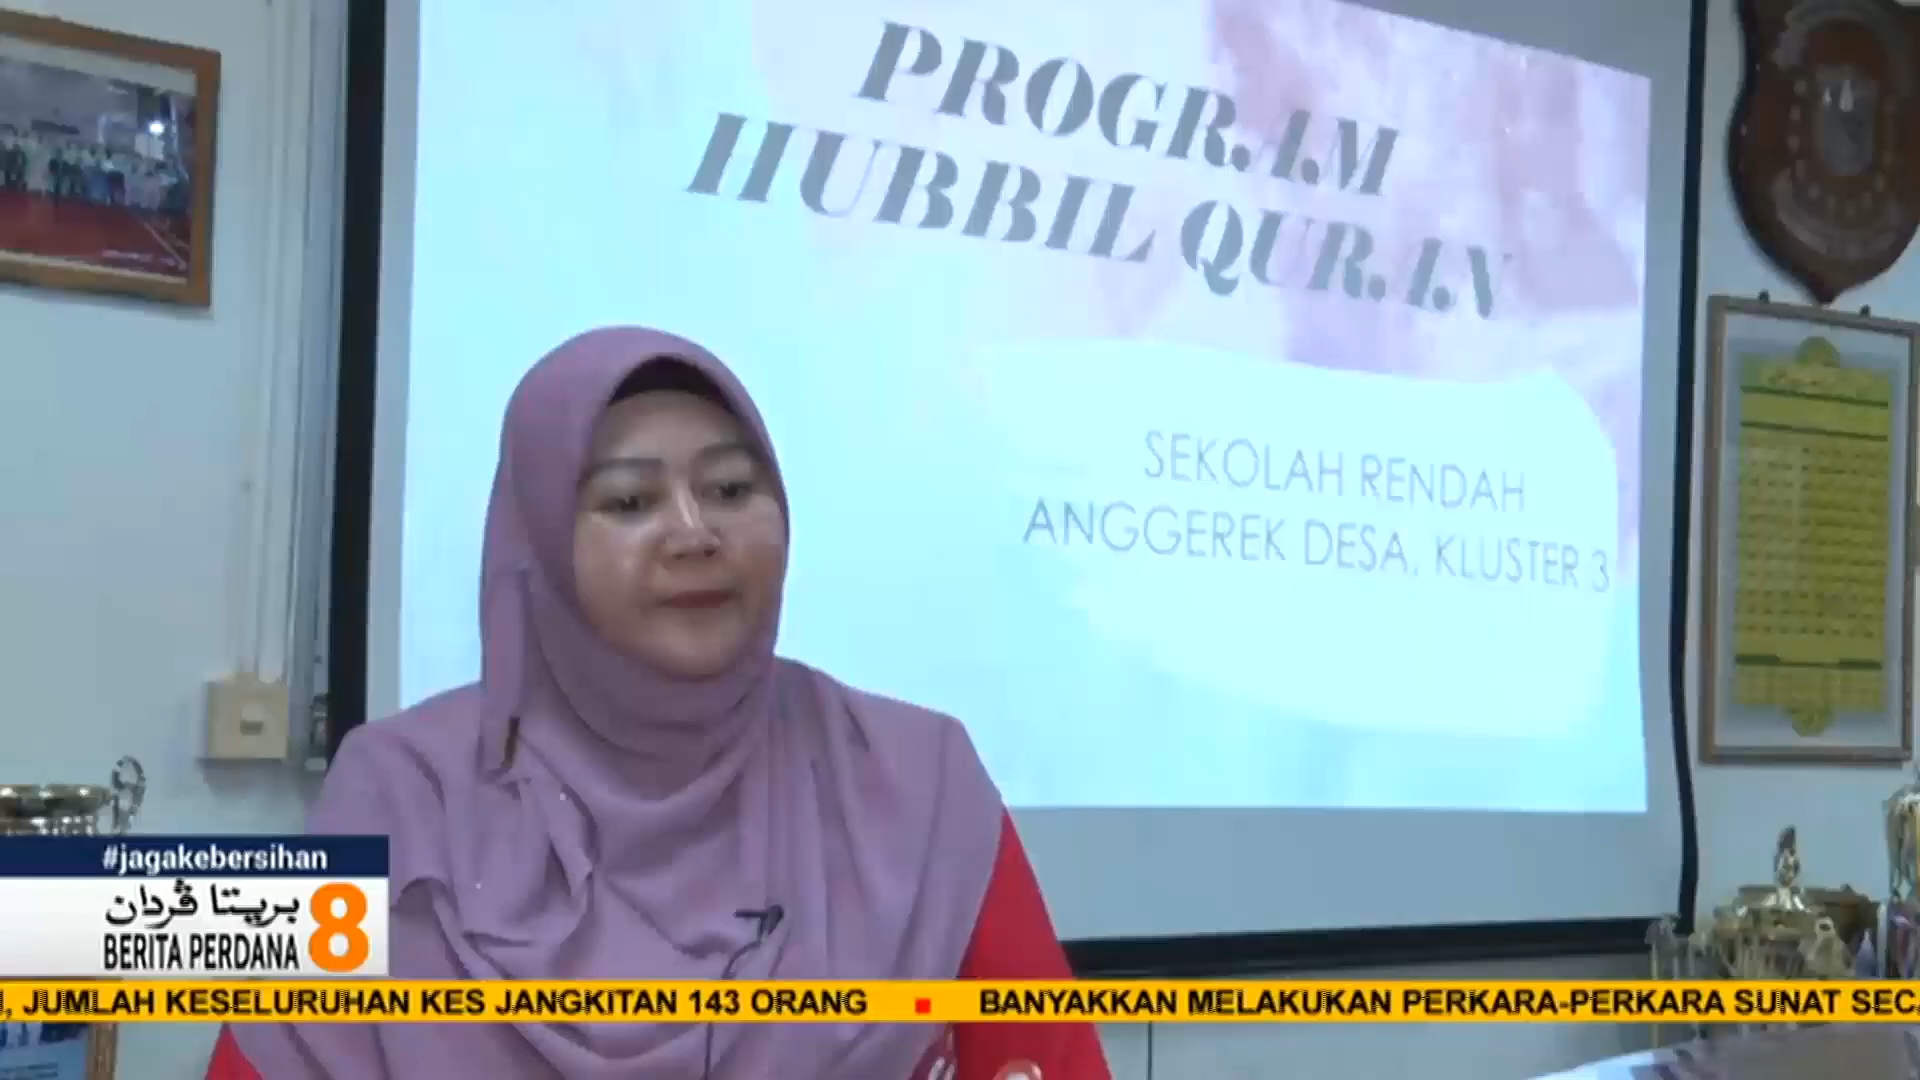 PROGRAM
HUBBIL QURAN
SEKOLAH RENDAH
ANGGEREK DESA, KLUSTER 3
#jagakebersihan
بريتا ڤردان
BERITA PERDANA
8
, JUMLAH KESELURUHAN KES JANGKITAN 143 ORANG ▪ BANYAKKAN MELAKUKAN PERKARA-PERKARA SUNAT SECA